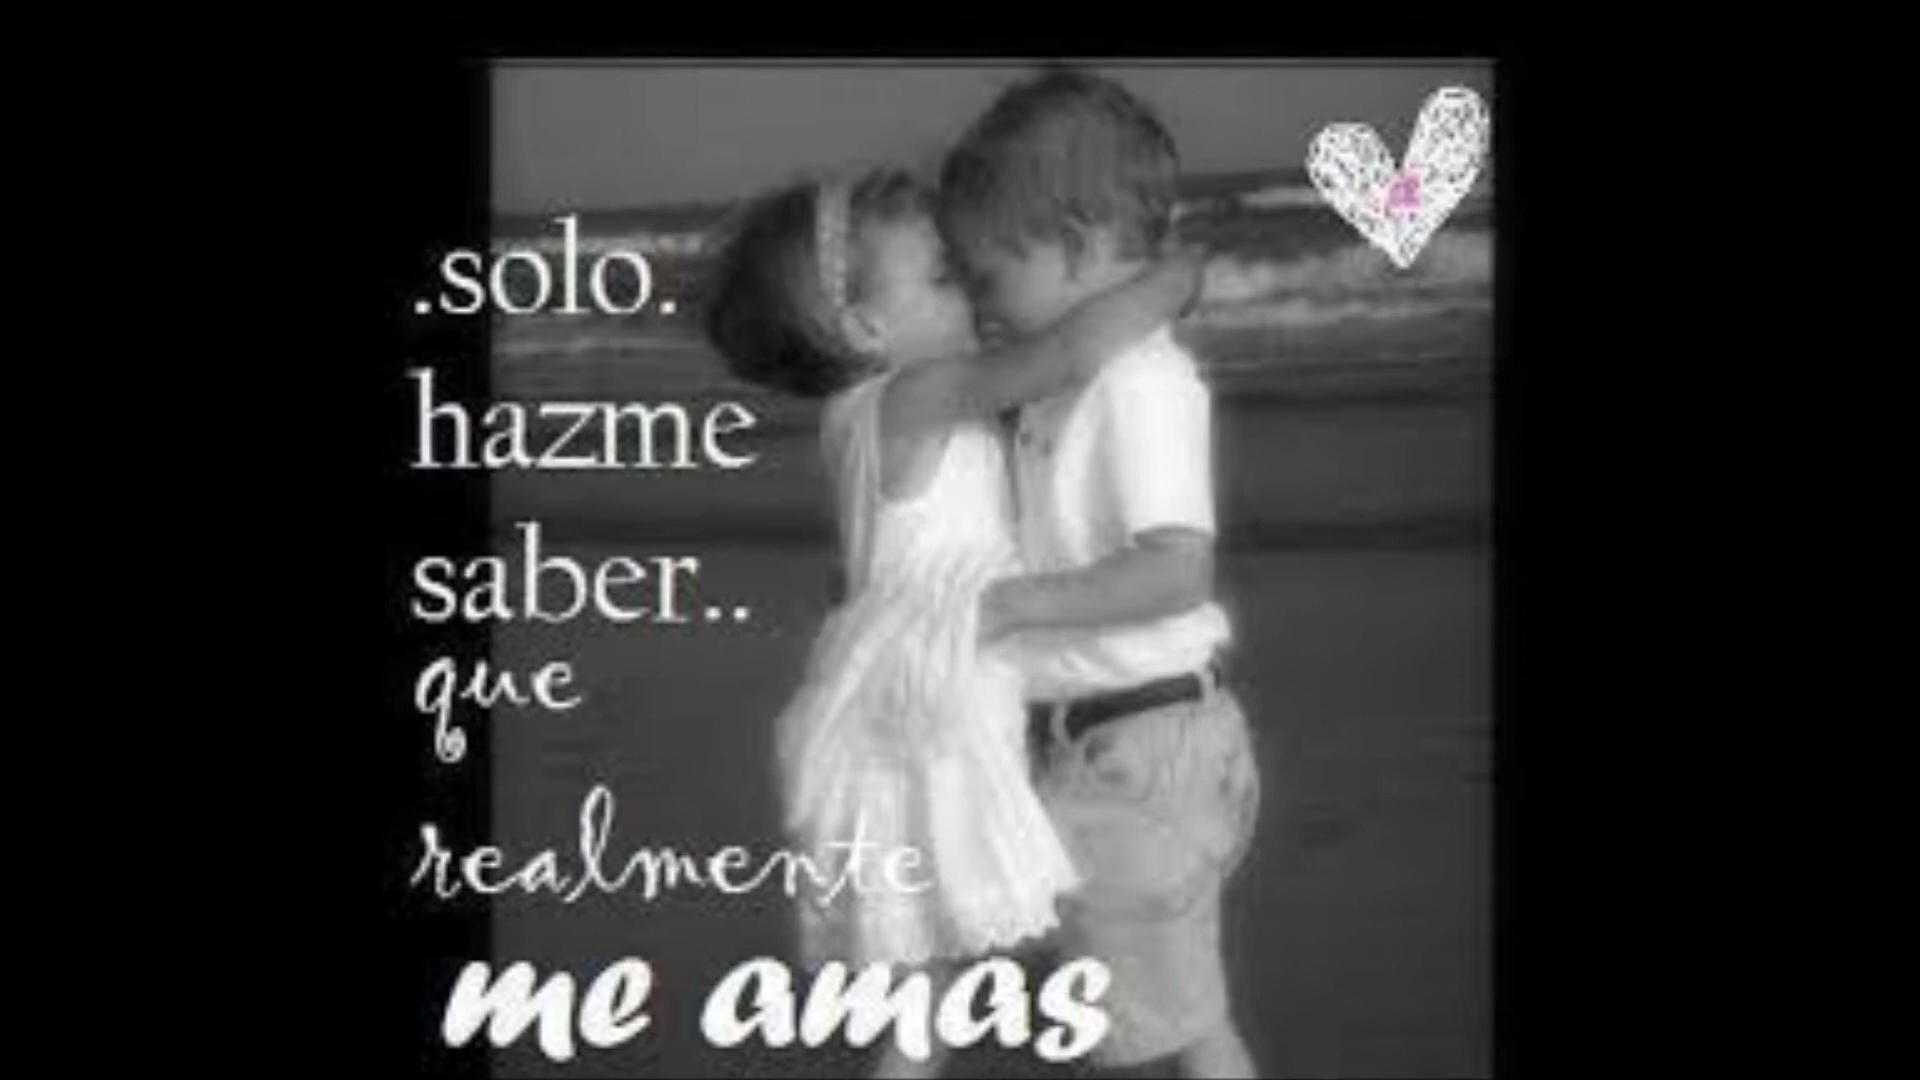 .solo.
hazme
saber..
que
realmente
me amas